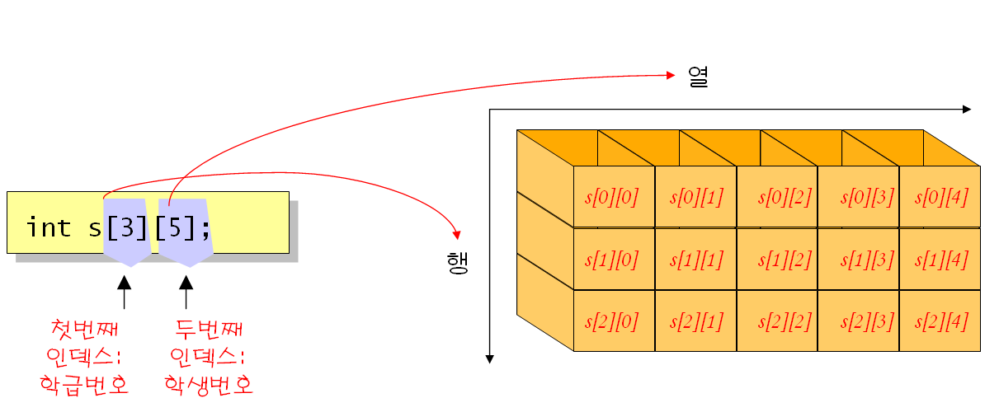 열
int s[3][5];
행
첫번째
인덱스:
학급번호
두번째
인덱스:
학생번호
s[0][0] s[0][1] s[0][2] s[0][3] s[0][4]
s[1][0] s[1][1] s[1][2] s[1][3] s[1][4]
s[2][0] s[2][1] s[2][2] s[2][3] s[2][4]